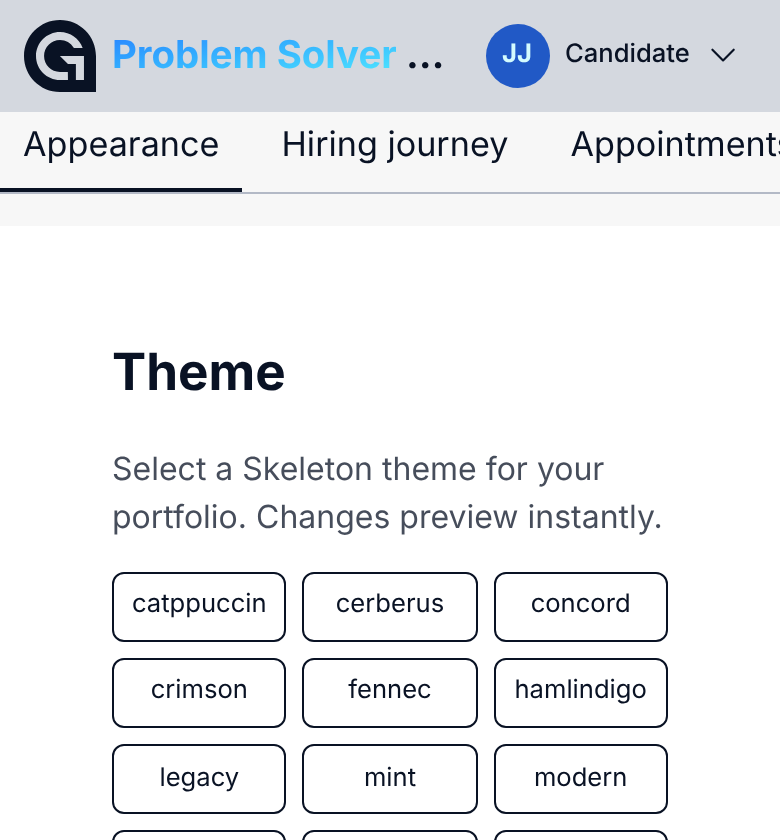 Problem Solver ...
JJ
Candidate
Appearance
Hiring journey
Appointments
Theme
Select a Skeleton theme for your
portfolio. Changes preview instantly.
catppuccin
cerberus
concord
crimson
fennec
hamlindigo
legacy
mint
modern